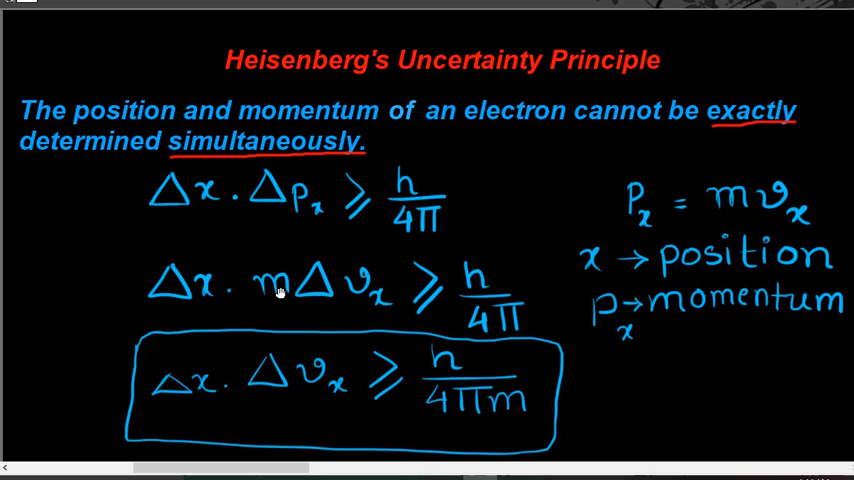 Heisenberg's Uncertainty Principle
The position and momentum of an electron cannot be exactly
determined simultaneously.
Δx . Δpₓ ⩾ h/4π
pₓ = mvₓ
x → position
Δx . mΔvₓ ⩾ h/4π
pₓ → momentum
Δx . Δvₓ ⩾ h/4πm